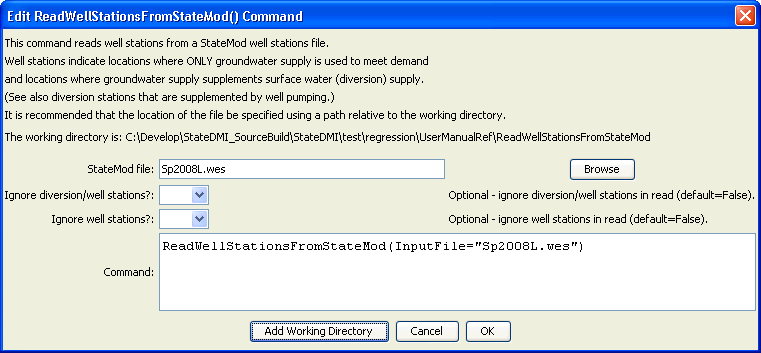 Edit ReadWellStationsFromStateMod() Command
This command reads well stations from a StateMod well stations file.
Well stations indicate locations where ONLY groundwater supply is used to meet demand
and locations where groundwater supply supplements surface water (diversion) supply.
(See also diversion stations that are supplemented by well pumping.)
It is recommended that the location of the file be specified using a path relative to the working directory.
The working directory is: C:\Develop\StateDMI_SourceBuild\StateDMI\test\regression\UserManualRef\ReadWellStationsFromStateMod
StateMod file: Sp2008L.wes Browse
Ignore diversion/well stations?: Optional - ignore diversion/well stations in read (default=False).
Ignore well stations?: Optional - ignore well stations in read (default=False).
Command: ReadWellStationsFromStateMod(InputFile="Sp2008L.wes")
Add Working Directory Cancel OK